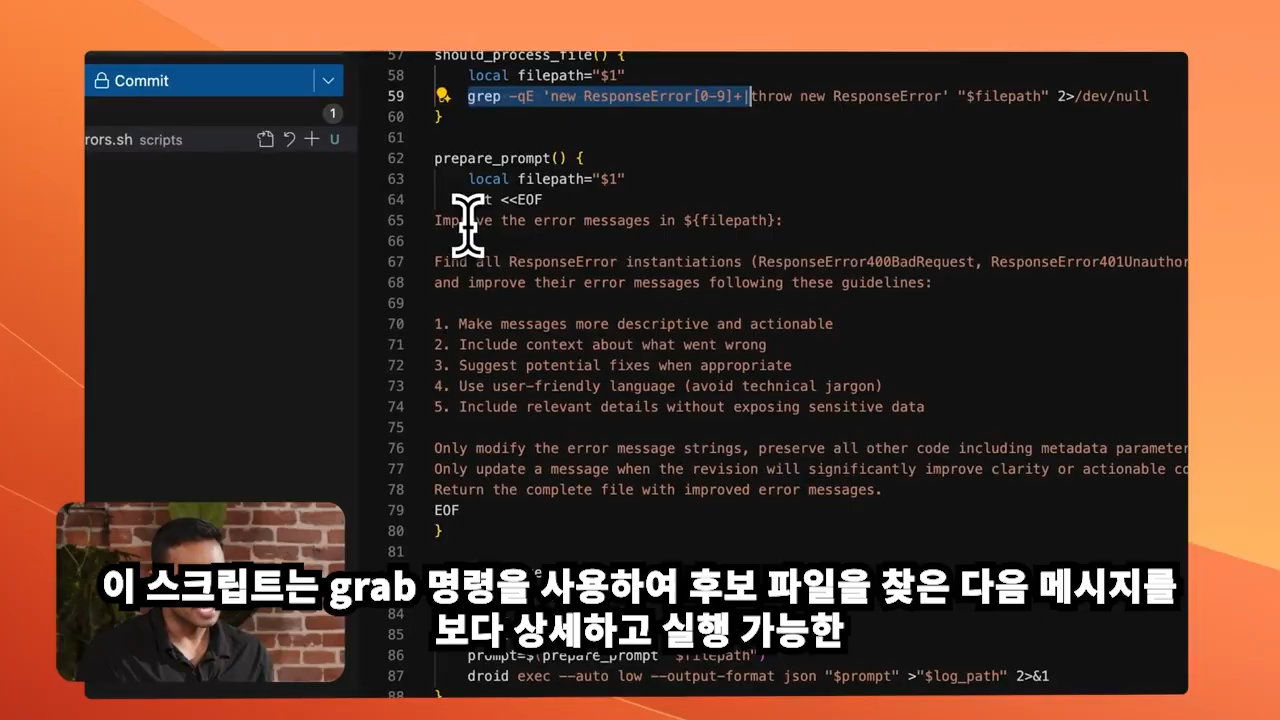 Commit
1
rors.sh scripts U
57 should_process_file() {
58 local filepath="$1"
59 grep -qE 'new ResponseError[0-9]+|throw new ResponseError' "$filepath" 2>/dev/null
60 }
61
62 prepare_prompt() {
63 local filepath="$1"
64 t <<EOF
65 Improve the error messages in ${filepath}:
66
67 Find all ResponseError instantiations (ResponseError400BadRequest, ResponseError401Unauthor
68 and improve their error messages following these guidelines:
69
70 1. Make messages more descriptive and actionable
71 2. Include context about what went wrong
72 3. Suggest potential fixes when appropriate
73 4. Use user-friendly language (avoid technical jargon)
74 5. Include relevant details without exposing sensitive data
75
76 Only modify the error message strings, preserve all other code including metadata parameter
77 Only update a message when the revision will significantly improve clarity or actionable co
78 Return the complete file with improved error messages.
79 EOF
80 }
81
이 스크립트는 grab 명령을 사용하여 후보 파일을 찾은 다음 메시지를
보다 상세하고 실행 가능한
85
86 prompt=$(prepare_prompt "$filepath")
87 droid exec --auto low --output-format json "$prompt" >"$log_path" 2>&1
88 }